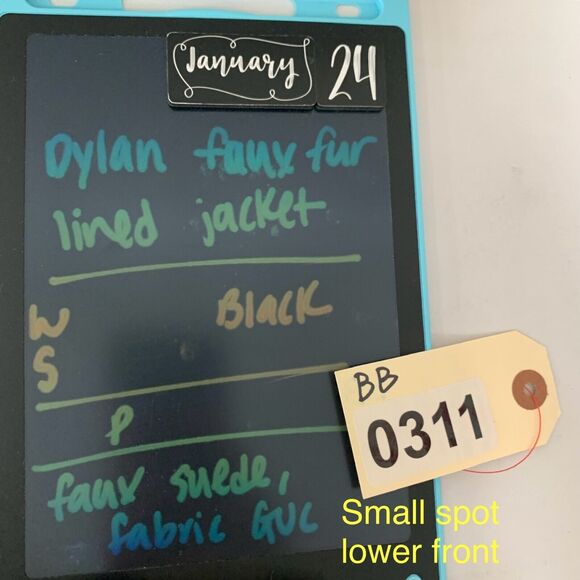 January 24
Dylan faux fur
lined jacket
W Black
S
P
faux suede,
fabric GUC
BB
0311
Small spot
lower front